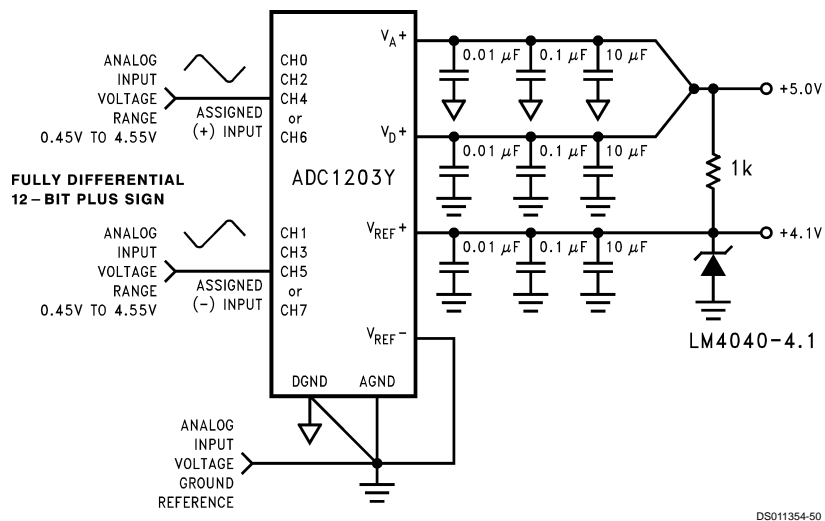 ANALOG
INPUT
VOLTAGE
RANGE
0.45V TO 4.55V
ASSIGNED
(+) INPUT
FULLY DIFFERENTIAL
12-BIT PLUS SIGN
ANALOG
INPUT
VOLTAGE
RANGE
0.45V TO 4.55V
ASSIGNED
(-) INPUT
CH0
CH2
CH4
or
CH6
ADC1203Y
CH1
CH3
CH5
or
CH7
VA+
VD+
VREF+
VREF-
DGND
AGND
0.01 µF
0.1 µF
10 µF
0.01 µF
0.1 µF
10 µF
0.01 µF
0.1 µF
10 µF
+5.0V
1k
+4.1V
LM4040-4.1
ANALOG
INPUT
VOLTAGE
GROUND
REFERENCE
DS011354-50